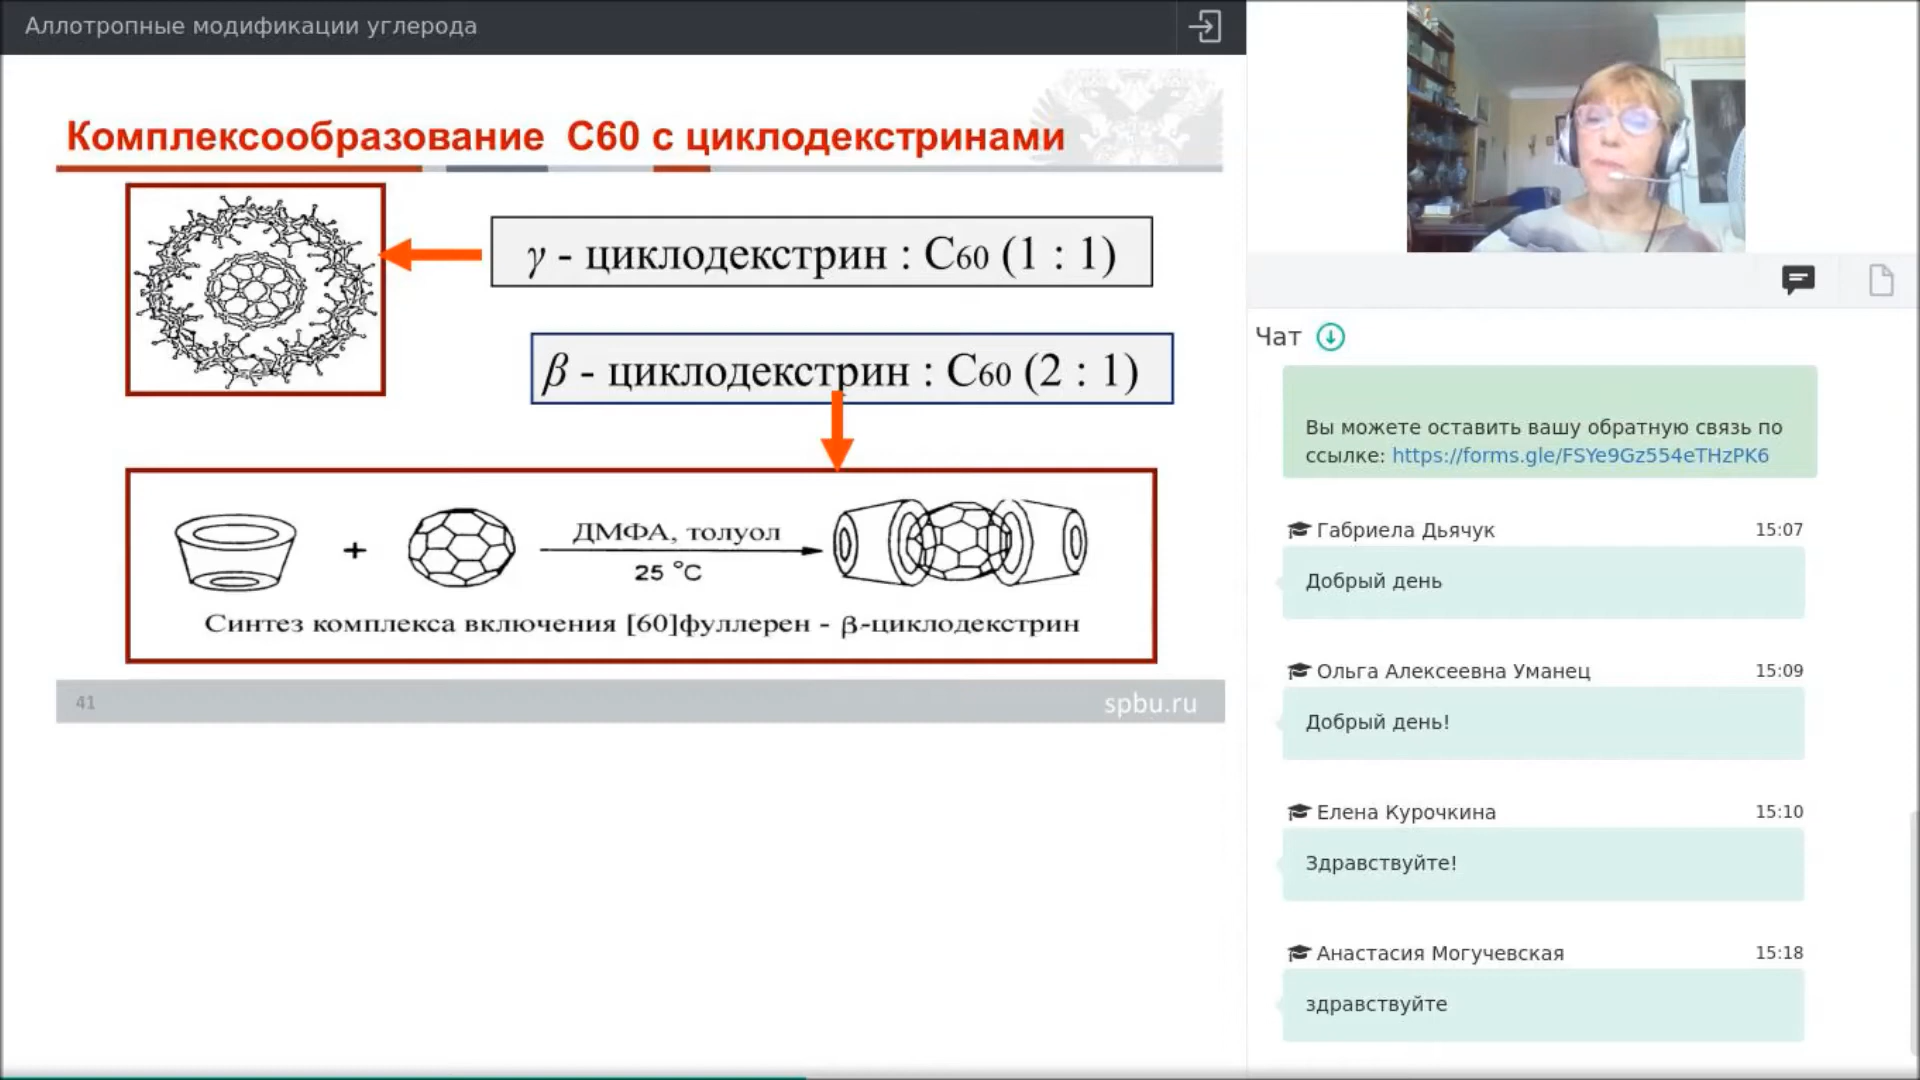 Аллотропные модификации углерода
Комплексообразование С60 с циклодекстринами
γ - циклодекстрин : C60 (1 : 1)
β - циклодекстрин : C60 (2 : 1)
+
ДМФА, толуол
25 °C
Синтез комплекса включения [60]фуллерен - β-циклодекстрин
41
spbu.ru
Чат
Вы можете оставить вашу обратную связь по
ссылке: https://forms.gle/FSYe9Gz554eTHzPK6
Габриела Дьячук 15:07
Добрый день
Ольга Алексеевна Уманец 15:09
Добрый день!
Елена Курочкина 15:10
Здравствуйте!
Анастасия Могучевская 15:18
здравствуйте